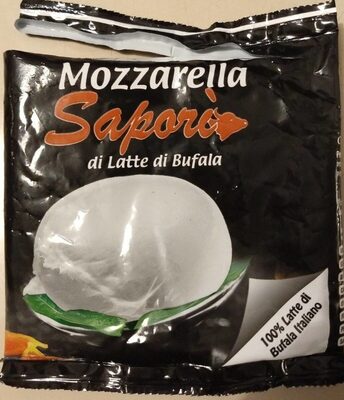 Mozzarella
Saporì
di Latte di Bufala
100% Latte di
Bufala Italiano